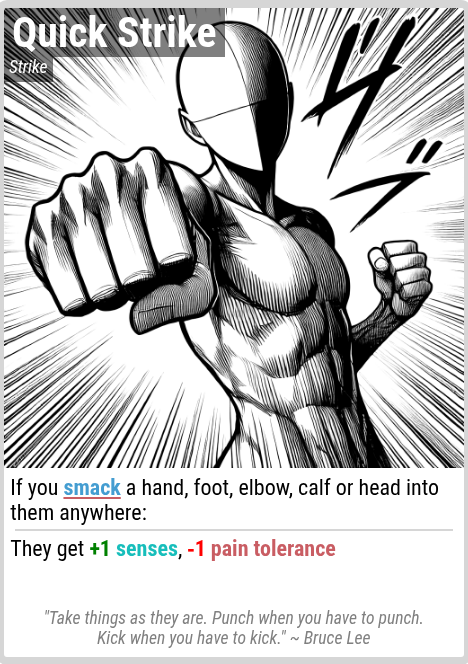 Quick Strike
Strike
If you smack a hand, foot, elbow, calf or head into
them anywhere:
They get +1 senses, -1 pain tolerance
"Take things as they are. Punch when you have to punch.
Kick when you have to kick." ~ Bruce Lee